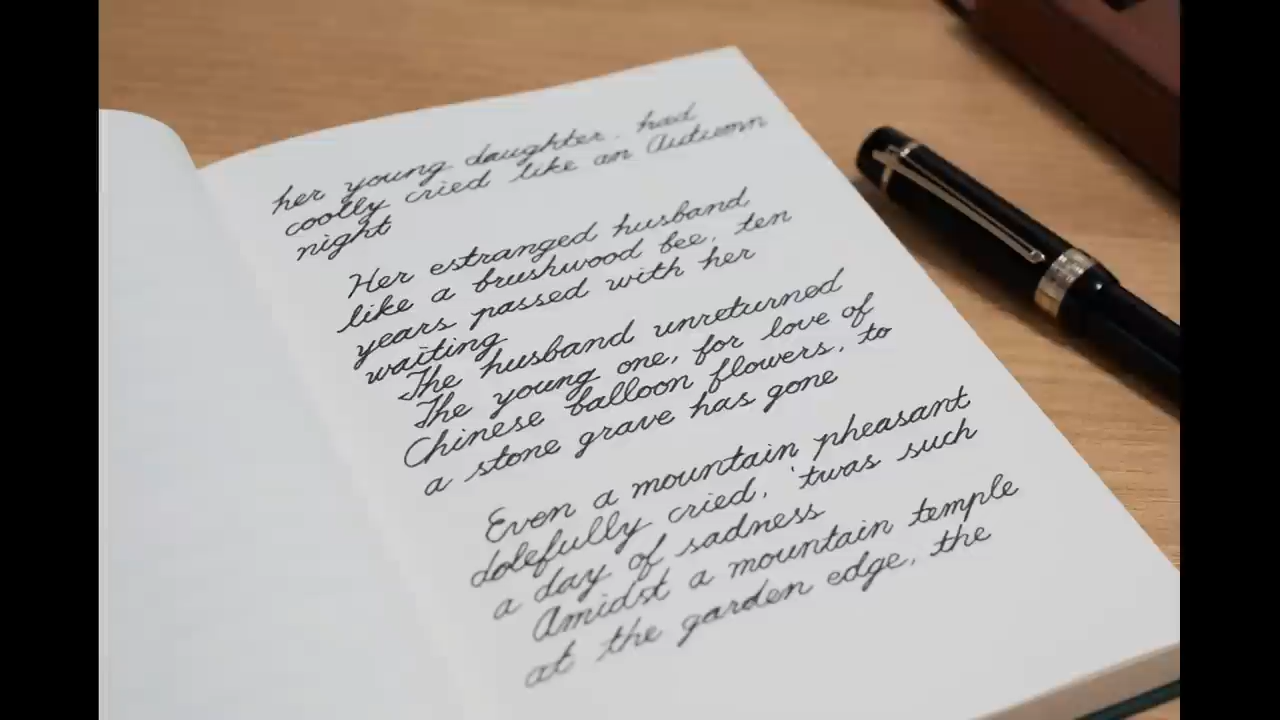 her young daughter, had
coolly cried like an Autumn
night
Her estranged husband
like a brushwood bee, ten
years passed with her
waiting
The husband unreturned
The young one, for love of
Chinese balloon flowers, to
a stone grave has gone
Even a mountain pheasant
dolefully cried, 'twas such
a day of sadness
Amidst a mountain temple
at the garden edge, the